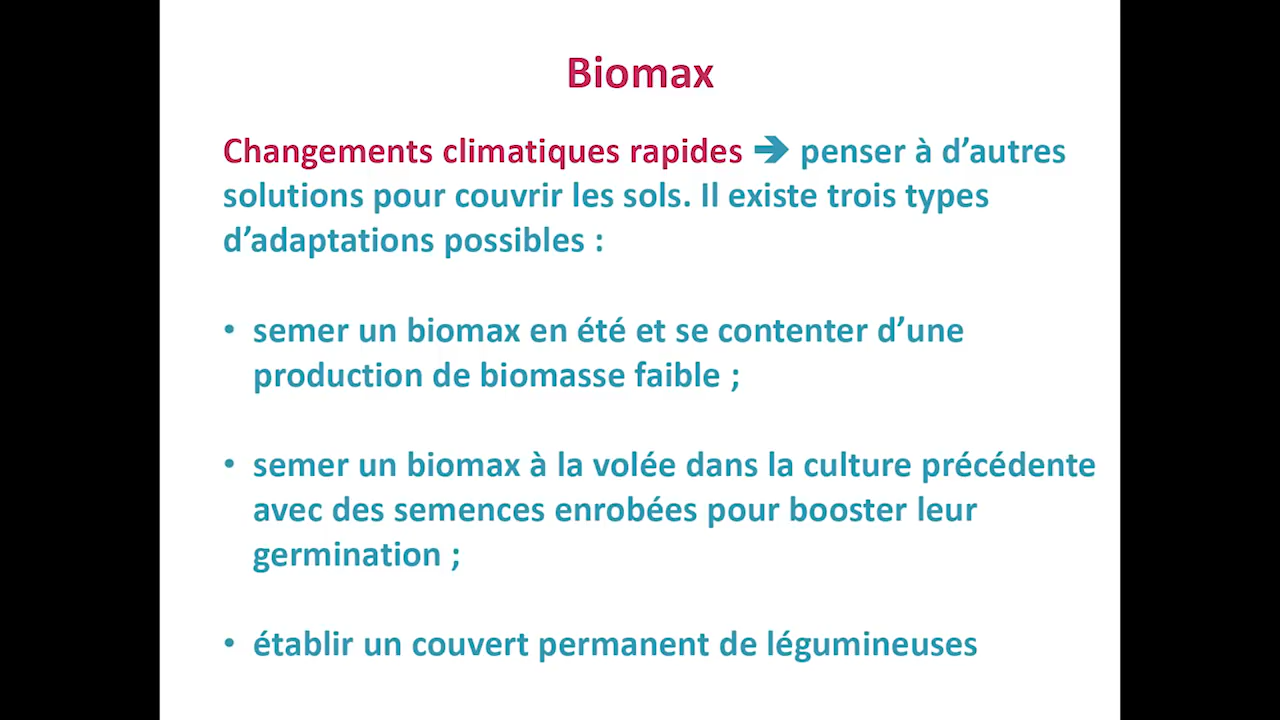 Biomax
Changements climatiques rapides ➔ penser à d’autres
solutions pour couvrir les sols. Il existe trois types
d’adaptations possibles :
• semer un biomax en été et se contenter d’une
production de biomasse faible ;
• semer un biomax à la volée dans la culture précédente
avec des semences enrobées pour booster leur
germination ;
• établir un couvert permanent de légumineuses